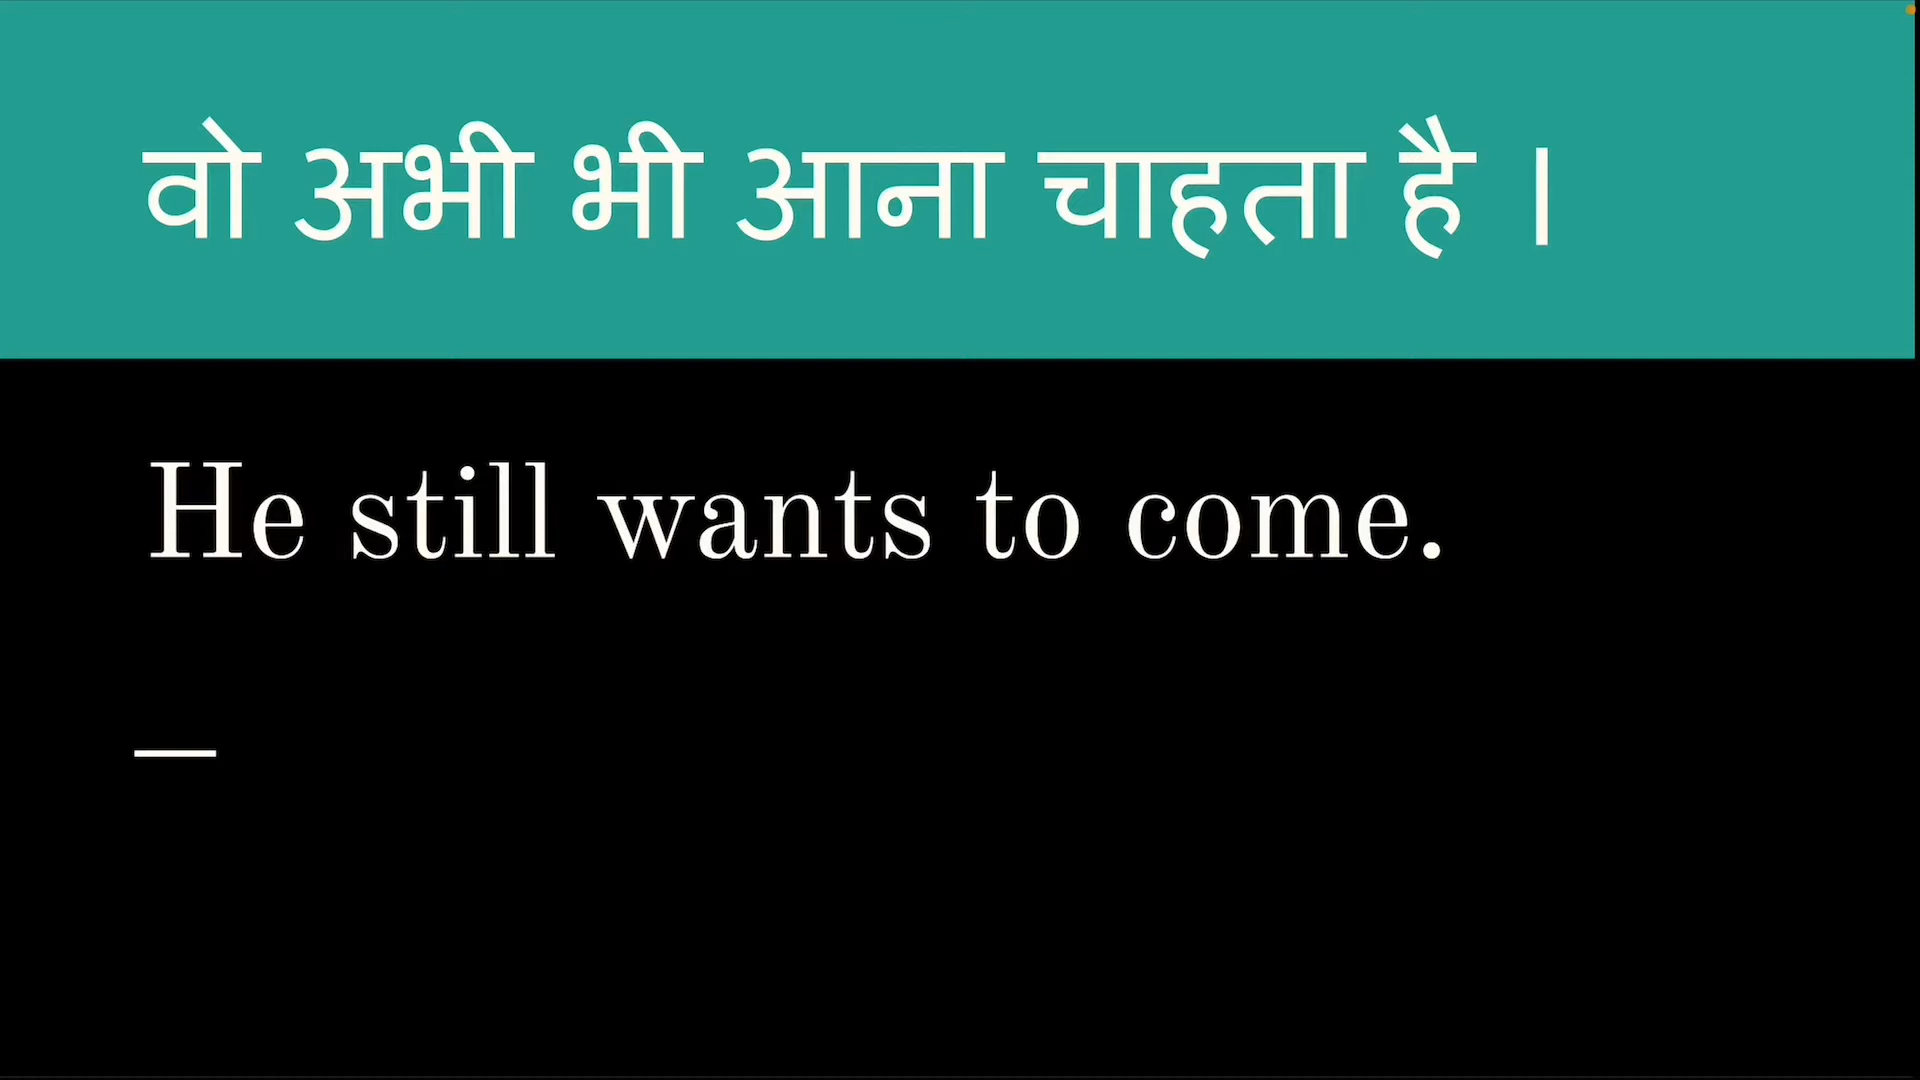 वो अभी भी आना चाहता है ।
He still wants to come.